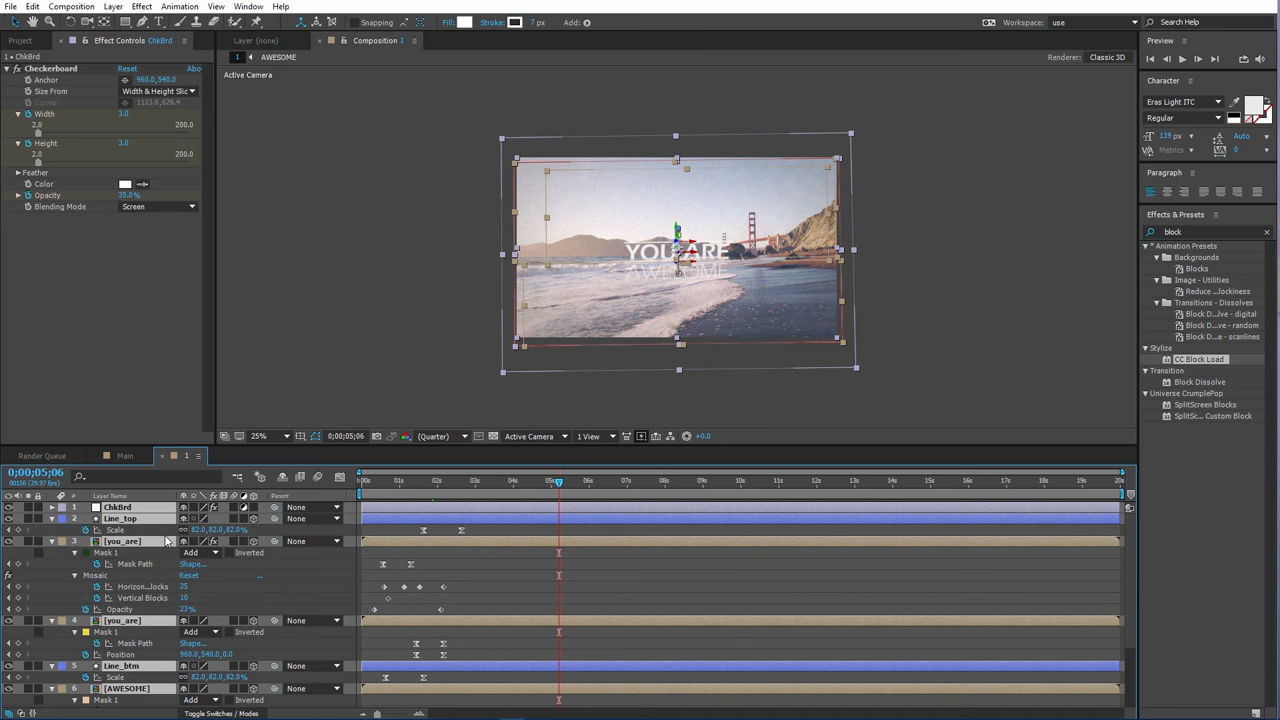 File Edit Composition Layer Effect Animation View Window Help
Snapping Fill: Stroke: 7 px Add: Workspace: use Search Help
Project Effect Controls ChkBrd Layer (none) Composition 1 Preview
1 • ChkBrd 1 AWESOME Renderer: Classic 3D
Checkerboard Reset Abo
Active Camera
Anchor 960.0,540.0
Size From Width & Height Slic
Corner 1113.6,626.4
Width 3.0
2.0 200.0
Height 3.0
2.0 200.0
Feather
Color
Opacity 35.0%
Blending Mode Screen
YOU ARE
AWESOME
Character
Eras Light ITC
Regular
139 px Auto
Metrics 0
Paragraph
Effects & Presets
block
* Animation Presets
Backgrounds
Blocks
Image - Utilities
Reduce ...lockiness
Transitions - Dissolves
Block D...lve - digital
Block D...ve - random
Block D...e - scanlines
Stylize
CC Block Load
Transition
Block Dissolve
Universe CrumplePop
SplitScreen Blocks
SplitSc... Custom Block
25% 0;00;05;06 (Quarter) Active Camera 1 View +0.0
Render Queue Main 1
0;00;05;06
00156 (29.97 fps)
:00s 01s 02s 03s 04s 05s 06s 07s 08s 09s 10s 11s 12s 13s 14s 15s 16s 17s 18s 19s 20s
# Layer Name Parent
1 ChkBrd None
2 Line_top None
Scale 82.0,82.0,82.0%
3 [you_are] None
Mask 1 Add Inverted
Mask Path Shape...
Mosaic Reset ...
Horizon...locks 25
Vertical Blocks 10
Opacity 23%
4 [you_are] None
Mask 1 Add Inverted
Mask Path Shape...
Position 960.0,540.0,0.0
5 Line_btm None
Scale 82.0,82.0,82.0%
6 [AWESOME] None
Mask 1 Add Inverted
Toggle Switches / Modes